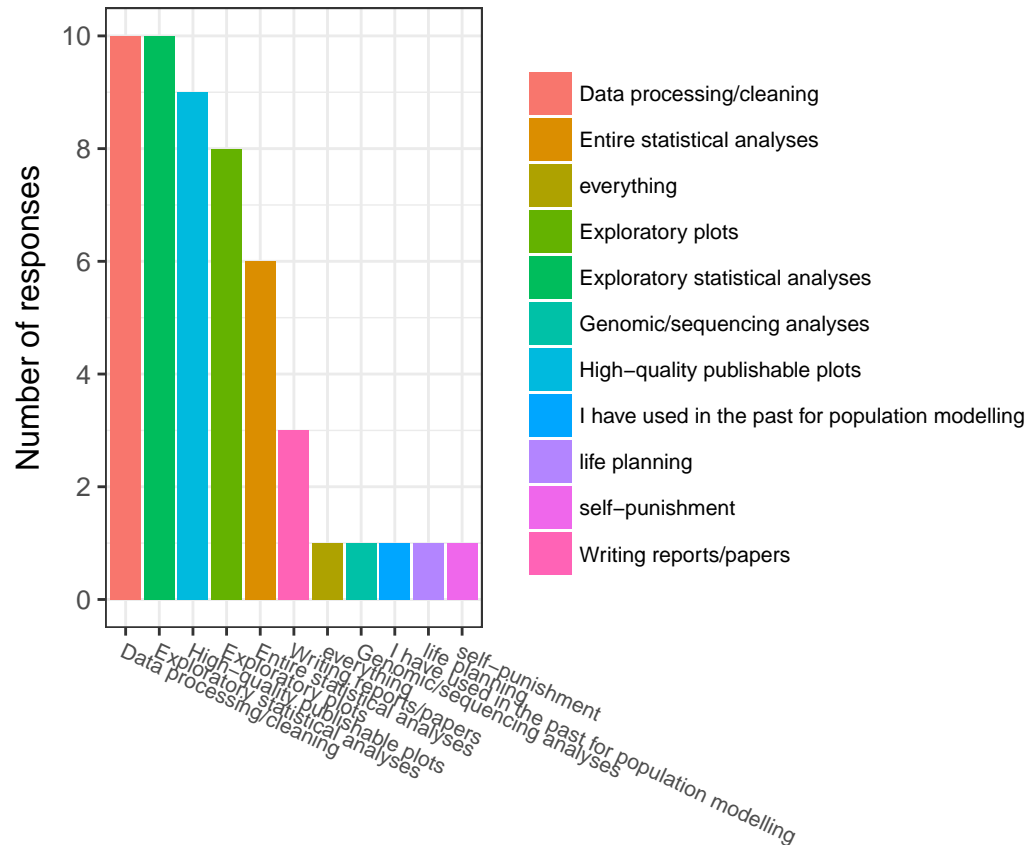 Number of responses
10
8
6
4
2
0
Data processing/cleaning
Exploratory statistical analyses
High−quality publishable plots
Exploratory plots
Entire statistical analyses
Writing reports/papers
everything
Genomic/sequencing analyses
I have used in the past for population modelling
life planning
self−punishment
Data processing/cleaning
Entire statistical analyses
everything
Exploratory plots
Exploratory statistical analyses
Genomic/sequencing analyses
High−quality publishable plots
I have used in the past for population modelling
life planning
self−punishment
Writing reports/papers